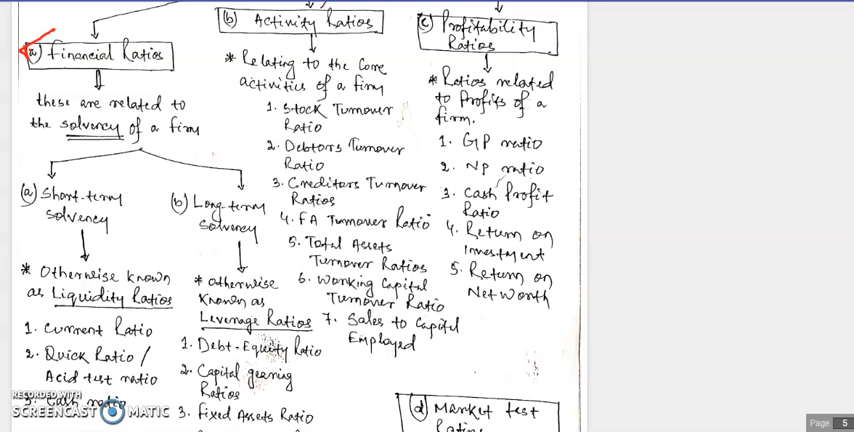 (a) Financial Ratios
these are related to
the solvency of a firm
(a) Short-term
solvency
* Otherwise known
as Liquidity Ratios
1. Current Ratio
2. Quick Ratio /
Acid test ratio
3. Cash ratio
(b) Long-term
solvency
* otherwise
known as
Leverage Ratios
1. Debt-Equity Ratio
2. Capital gearing
Ratios
3. Fixed Assets Ratio
(b) Activity Ratios
* Relating to the core
activities of a firm
1. Stock Turnover
Ratio
2. Debtors Turnover
Ratio
3. Creditors Turnover
Ratios
4. FA Turnover Ratio
5. Total Assets
Turnover Ratios
6. Working Capital
Turnover Ratio
7. Sales to Capital
Employed
(c) Profitability
Ratios
* Ratios related
to Profits of a
firm.
1. GP ratio
2. NP ratio
3. Cash Profit
Ratio
4. Return on
Investment
5. Return on
Net Worth
(d) Market test
RECORDED WITH
SCREENCAST MATIC
Page 5